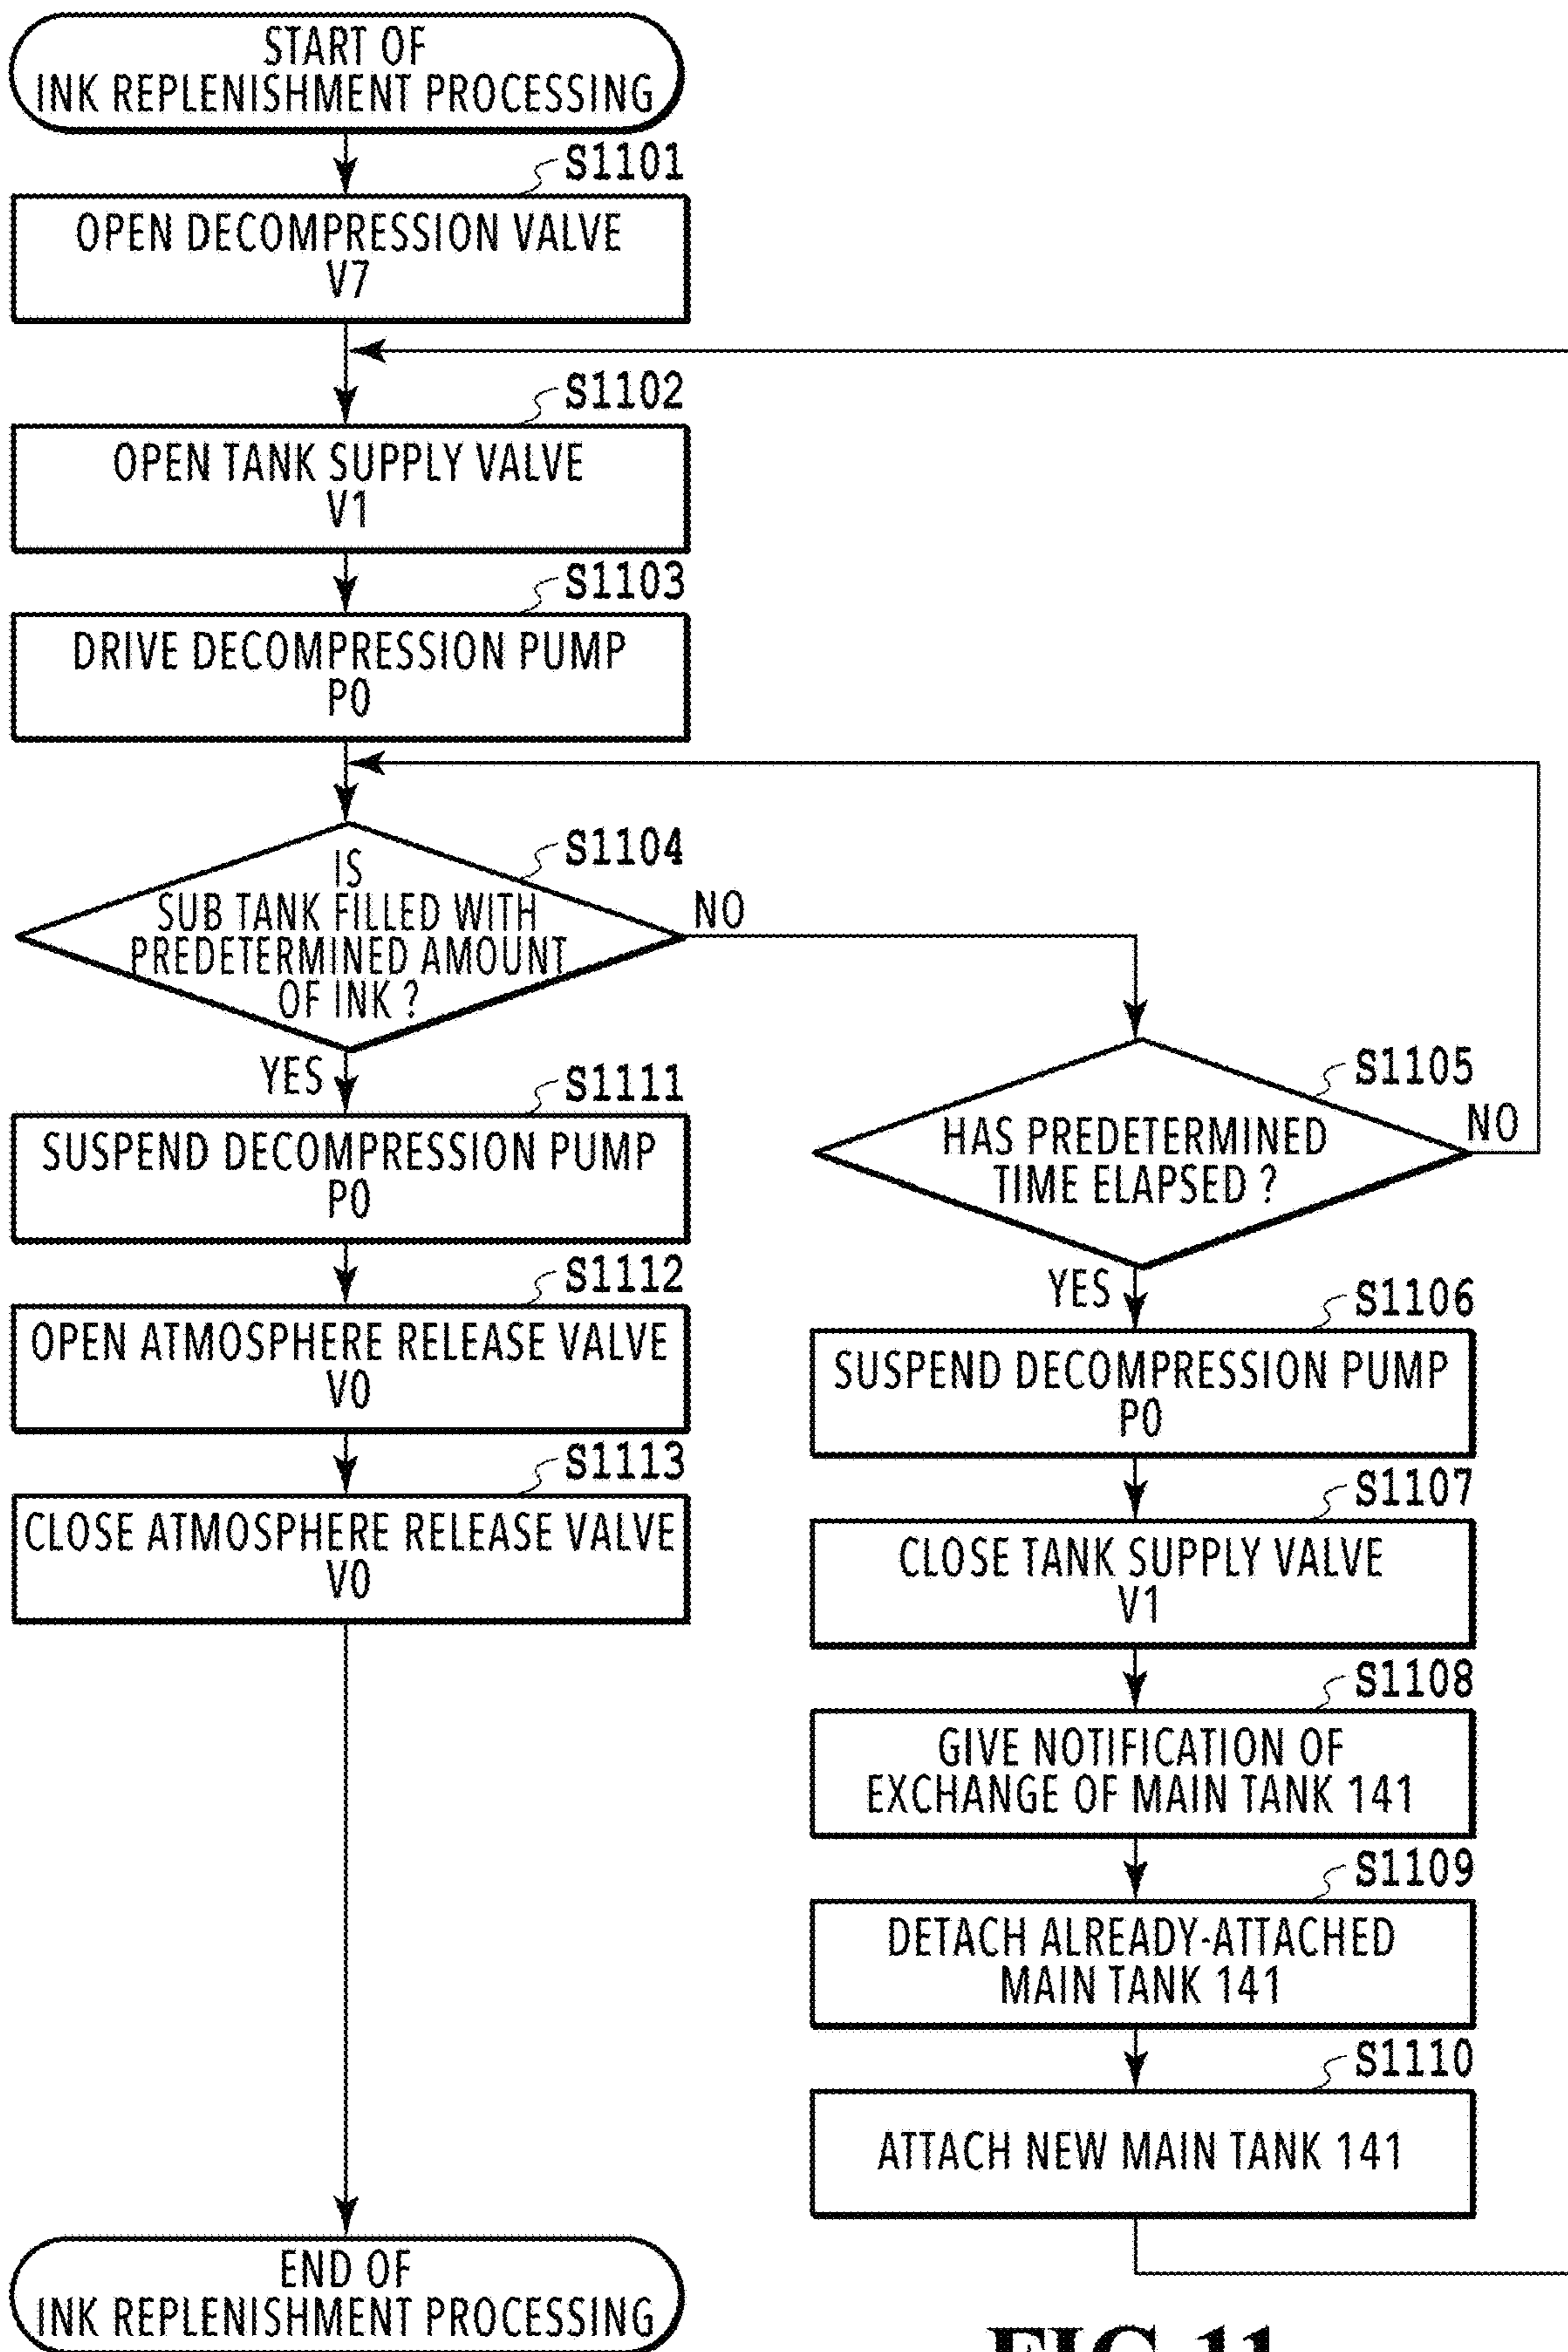 START OF
INK REPLENISHMENT PROCESSING
S1101
OPEN DECOMPRESSION VALVE
V7
S1102
OPEN TANK SUPPLY VALVE
V1
S1103
DRIVE DECOMPRESSION PUMP
P0
S1104
IS
SUB TANK FILLED WITH
PREDETERMINED AMOUNT
OF INK ?
NO
YES
S1105
HAS PREDETERMINED
TIME ELAPSED ?
NO
YES
S1106
SUSPEND DECOMPRESSION PUMP
P0
S1107
CLOSE TANK SUPPLY VALVE
V1
S1108
GIVE NOTIFICATION OF
EXCHANGE OF MAIN TANK 141
S1109
DETACH ALREADY-ATTACHED
MAIN TANK 141
S1110
ATTACH NEW MAIN TANK 141
S1111
SUSPEND DECOMPRESSION PUMP
P0
S1112
OPEN ATMOSPHERE RELEASE VALVE
V0
S1113
CLOSE ATMOSPHERE RELEASE VALVE
V0
END OF
INK REPLENISHMENT PROCESSING
FIG.11